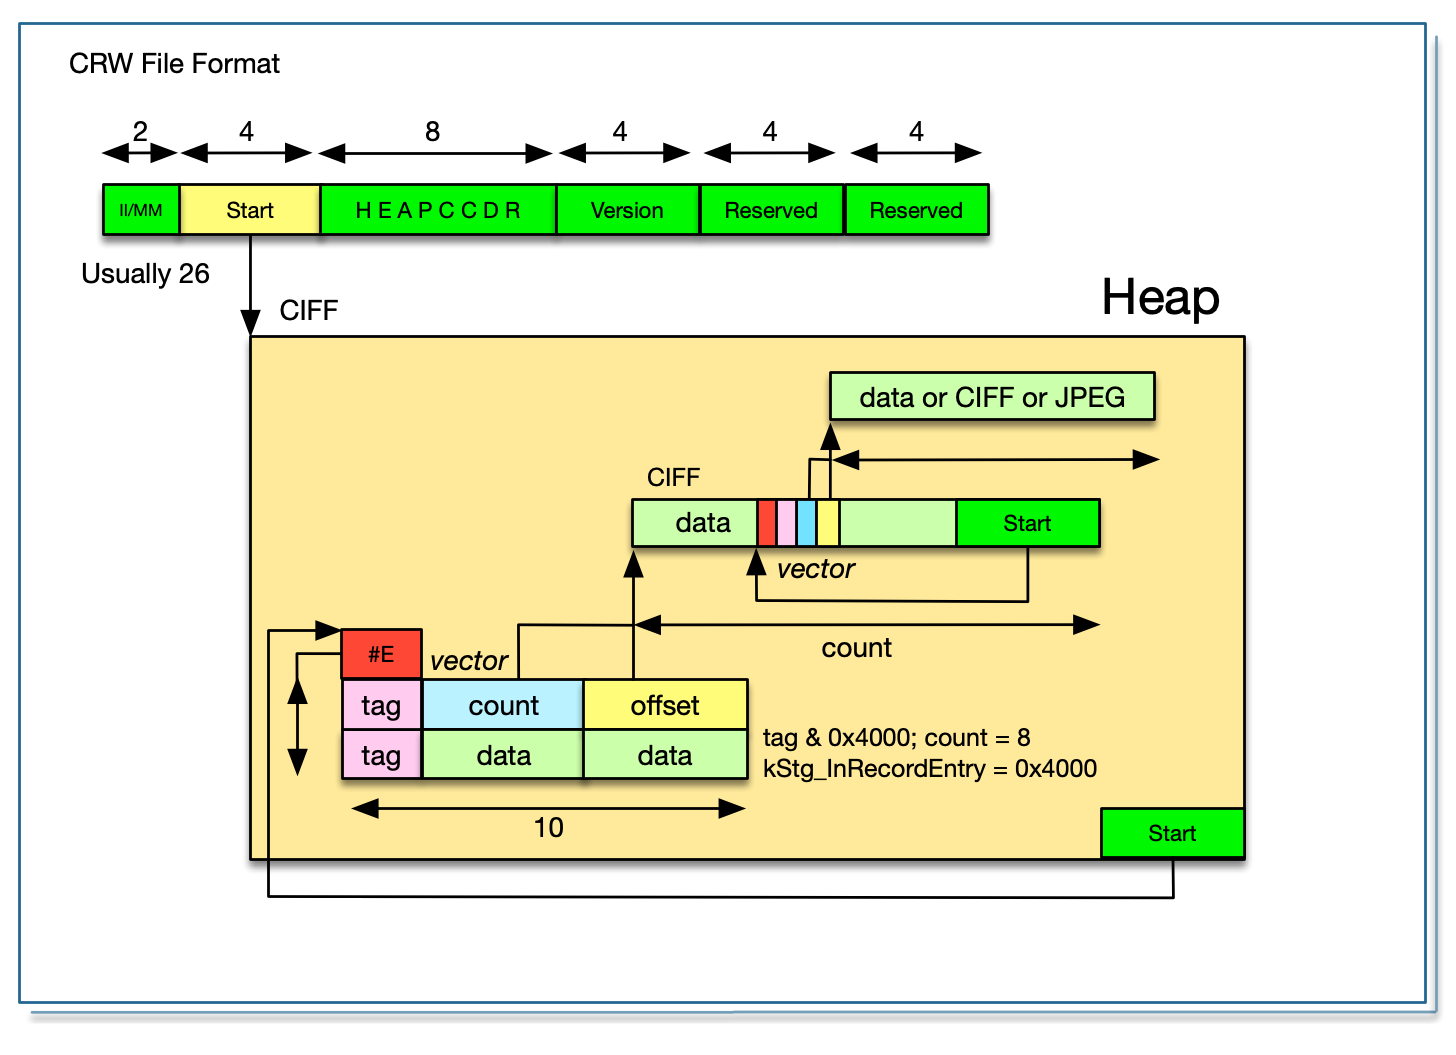 CRW File Format
2 4 8 4 4 4
II/MM Start H E A P C C D R Version Reserved Reserved
Usually 26
CIFF
Heap
data or CIFF or JPEG
CIFF
data Start
vector
count
#E
vector
tag count offset
tag data data
tag & 0x4000; count = 8
kStg_InRecordEntry = 0x4000
10
Start